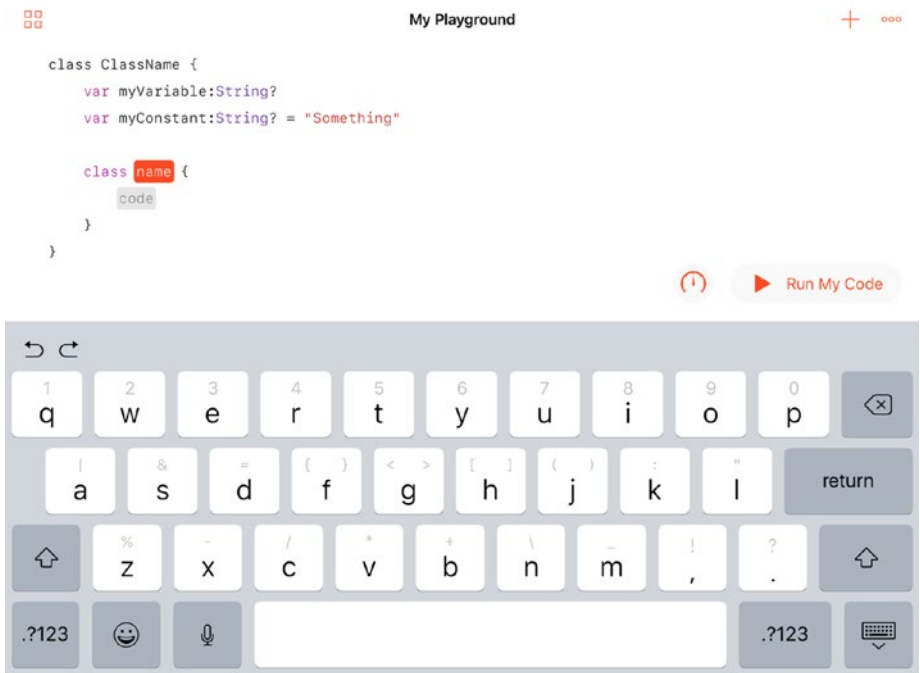 My Playground
class ClassName {
var myVariable:String?
var myConstant:String? = "Something"
class name {
code
}
}
Run My Code
1 2 3 4 5 6 7 8 9 0
q w e r t y u i o p
| & = { } < > [ ] ( ) : "
a s d f g h j k l return
% - / * + \ _ ! ?
z x c v b n m , .
.?123 .?123